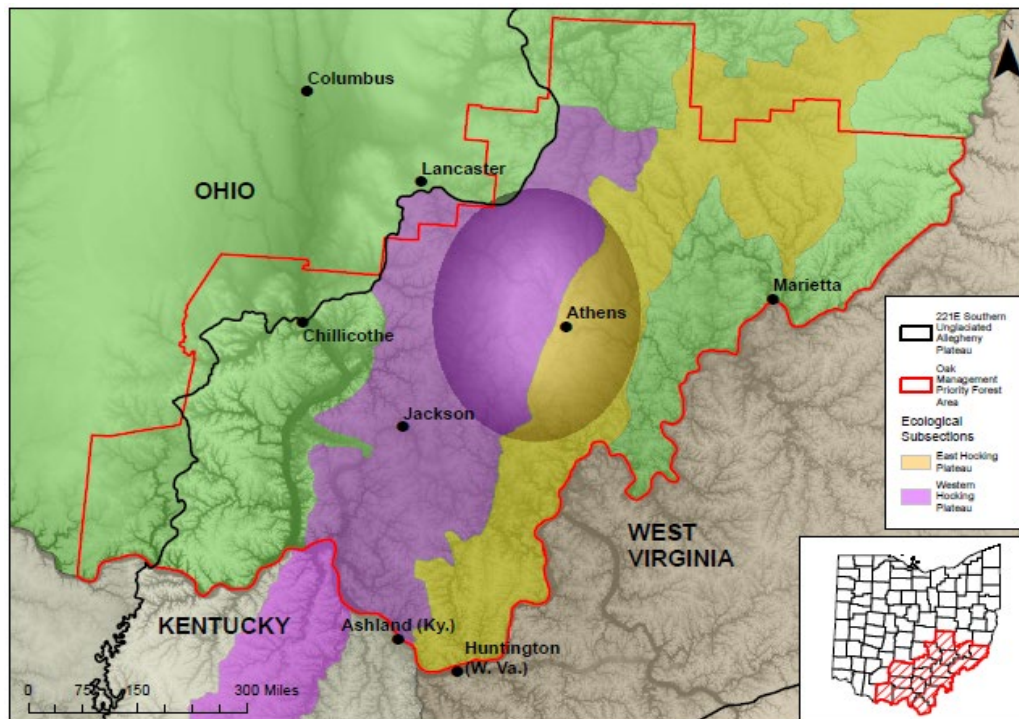 N
Columbus
Lancaster
OHIO
Marietta
Athens
Chillicothe
Jackson
WEST
VIRGINIA
KENTUCKY
Ashland (Ky.)
Huntington
(W. Va.)
0 75 150 300 Miles
221E Southern
Unglaciated
Allegheny
Plateau
Oak
Management
Priority Forest
Area
Ecological
Subsections
East Hocking
Plateau
Western
Hocking
Plateau